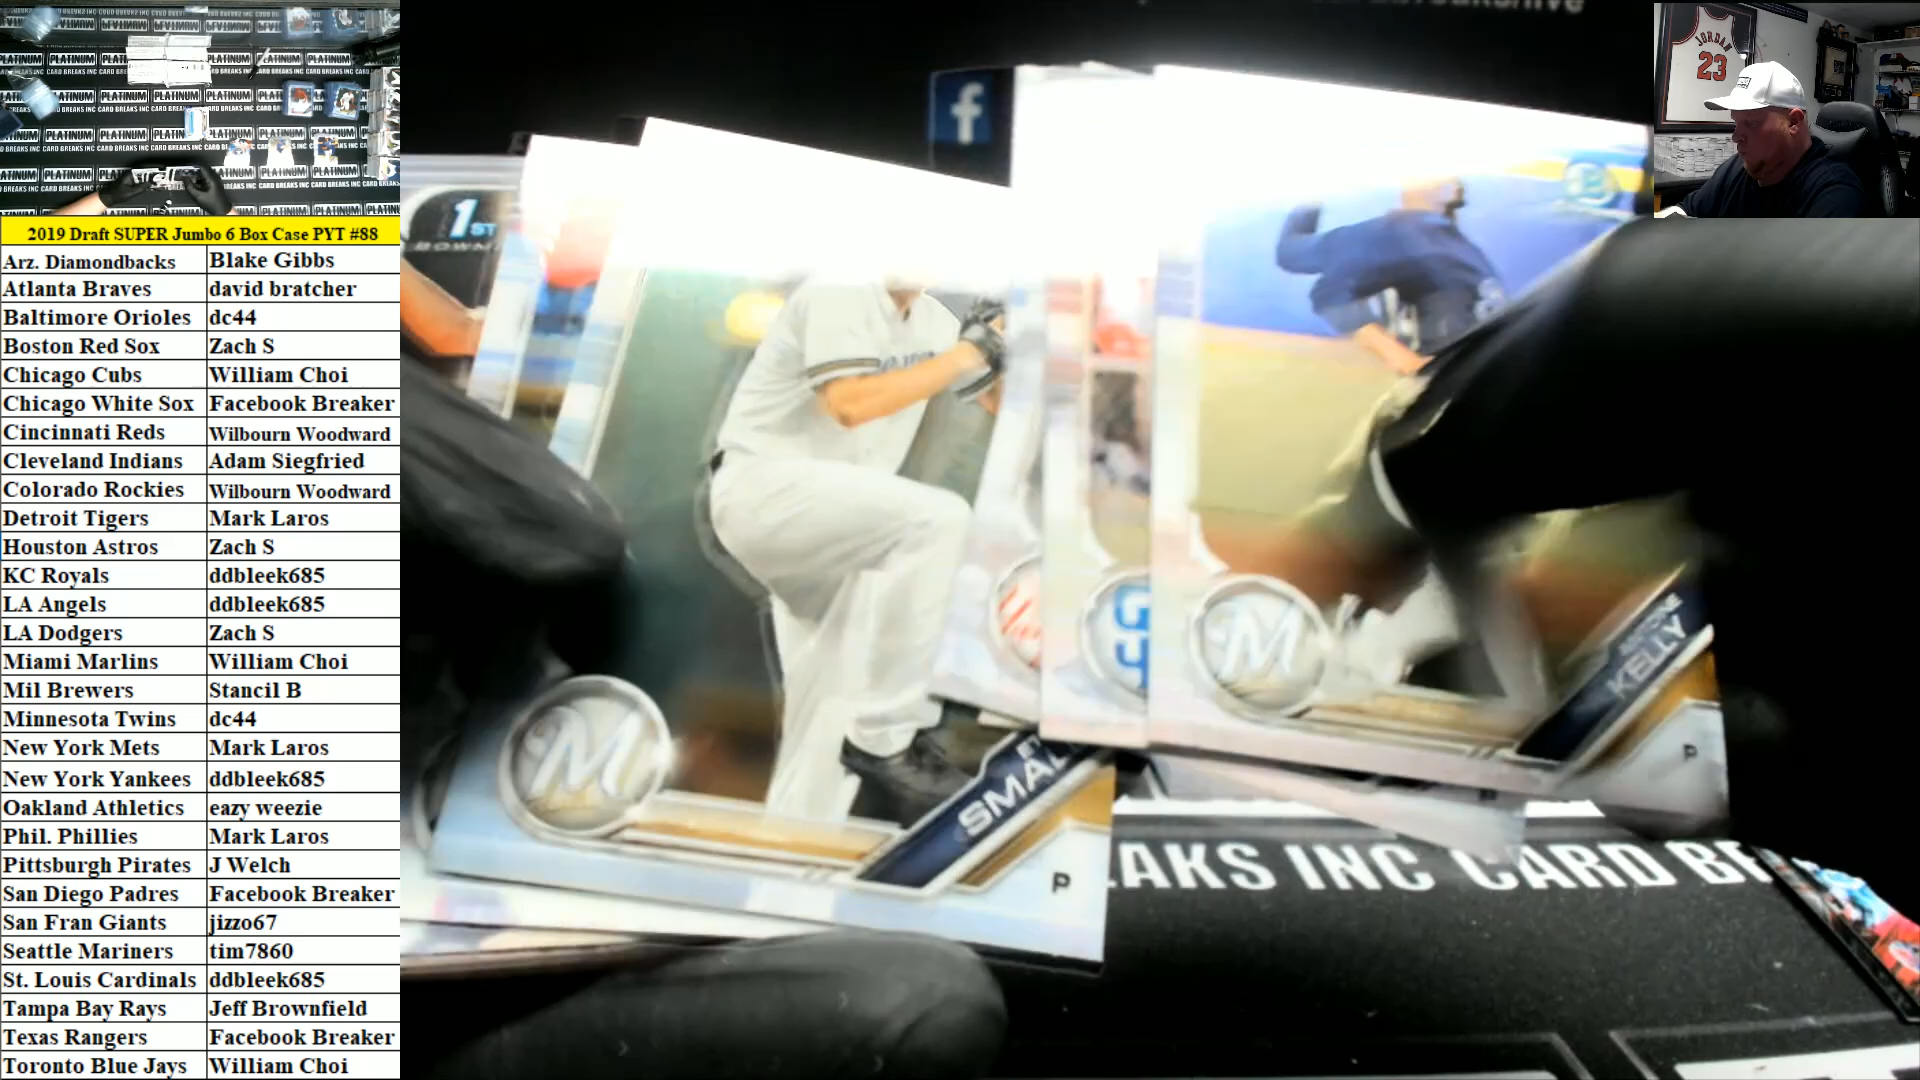 2019 Draft SUPER Jumbo 6 Box Case PYT #88
Arz. Diamondbacks Blake Gibbs
Atlanta Braves david bratcher
Baltimore Orioles dc44
Boston Red Sox Zach S
Chicago Cubs William Choi
Chicago White Sox Facebook Breaker
Cincinnati Reds Wilbourn Woodward
Cleveland Indians Adam Siegfried
Colorado Rockies Wilbourn Woodward
Detroit Tigers Mark Laros
Houston Astros Zach S
KC Royals ddbleek685
LA Angels ddbleek685
LA Dodgers Zach S
Miami Marlins William Choi
Mil Brewers Stancil B
Minnesota Twins dc44
New York Mets Mark Laros
New York Yankees ddbleek685
Oakland Athletics eazy weezie
Phil. Phillies Mark Laros
Pittsburgh Pirates J Welch
San Diego Padres Facebook Breaker
San Fran Giants jizzo67
Seattle Mariners tim7860
St. Louis Cardinals ddbleek685
Tampa Bay Rays Jeff Brownfield
Texas Rangers Facebook Breaker
Toronto Blue Jays William Choi
PLATINUM
CARD BREAKS INC
JORDAN
23
f
1ST
M
SMALL
P
M
KELLY
P
AKS INC CARD